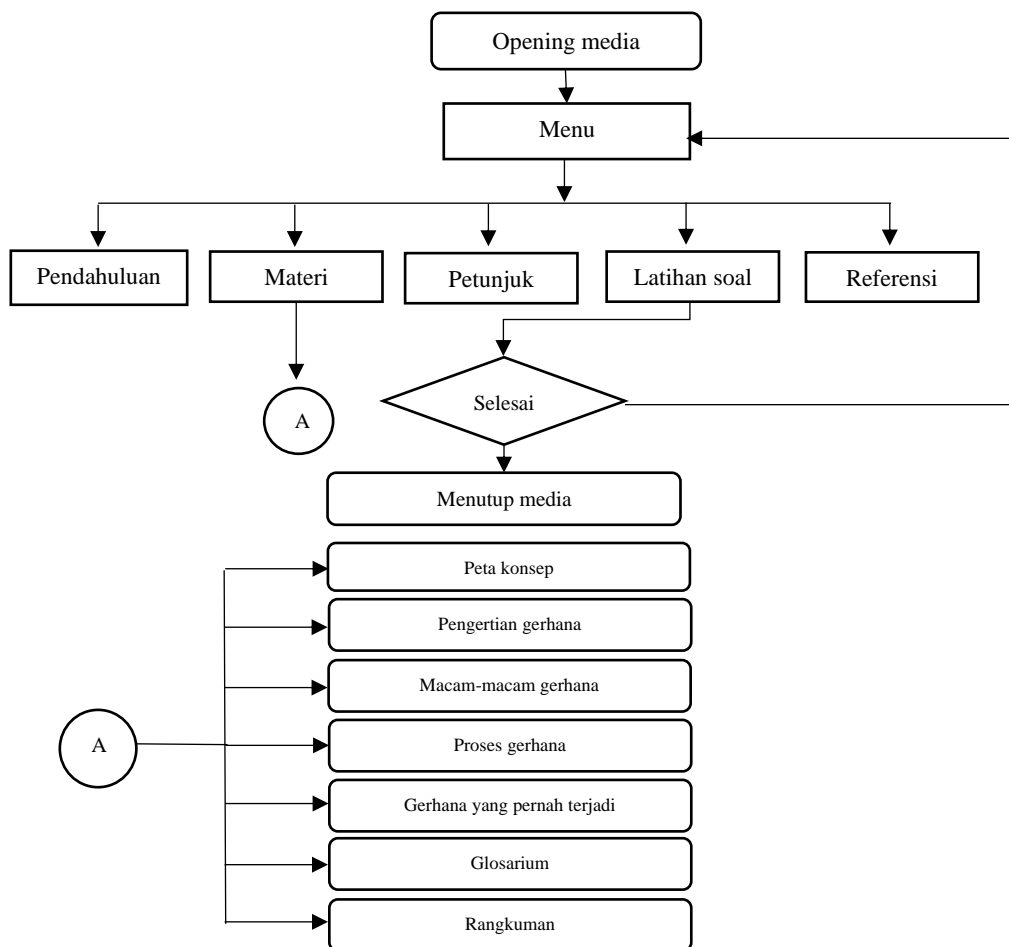 Opening media
Menu
Pendahuluan
Materi
Petunjuk
Latihan soal
Referensi
A
Selesai
Menutup media
Peta konsep
Pengertian gerhana
Macam-macam gerhana
A
Proses gerhana
Gerhana yang pernah terjadi
Glosarium
Rangkuman